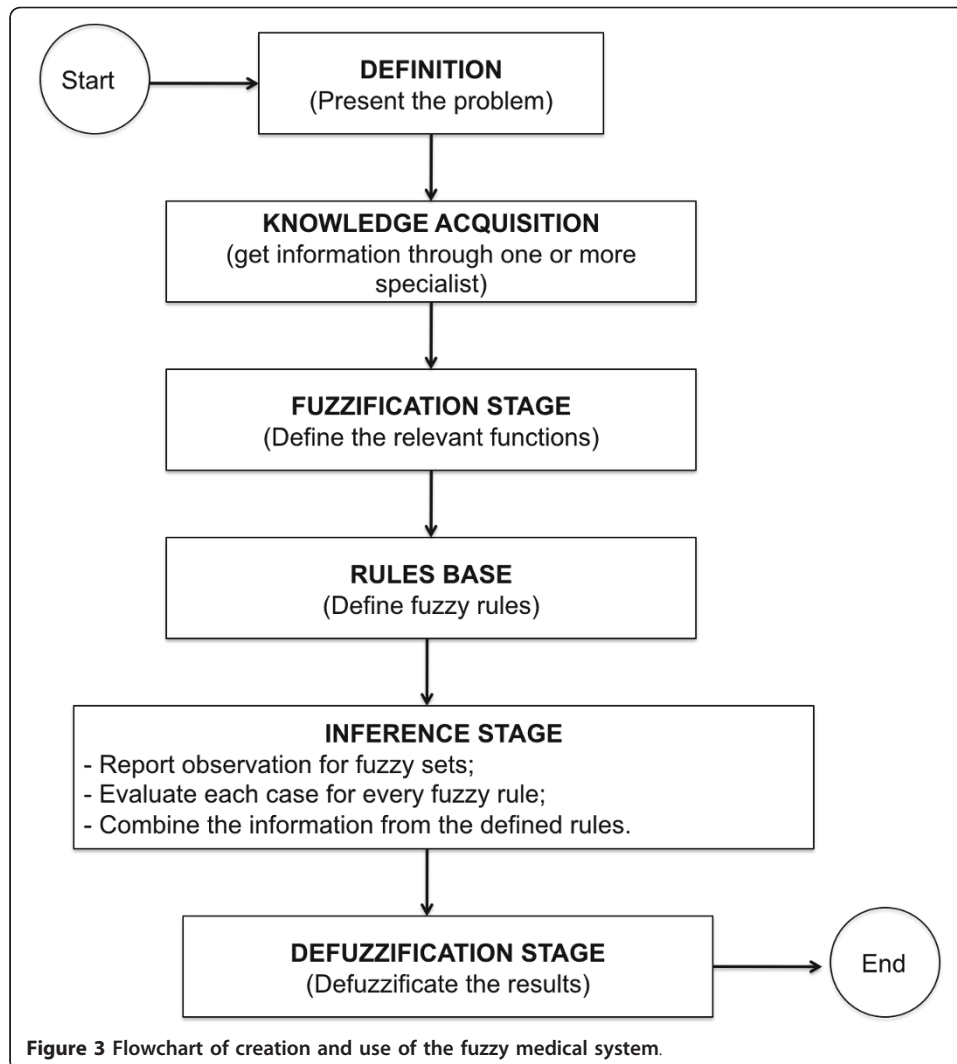 Start
DEFINITION
(Present the problem)
KNOWLEDGE ACQUISITION
(get information through one or more
specialist)
FUZZIFICATION STAGE
(Define the relevant functions)
RULES BASE
(Define fuzzy rules)
INFERENCE STAGE
- Report observation for fuzzy sets;
- Evaluate each case for every fuzzy rule;
- Combine the information from the defined rules.
DEFUZZIFICATION STAGE
(Defuzzificate the results)
End
Figure 3 Flowchart of creation and use of the fuzzy medical system.